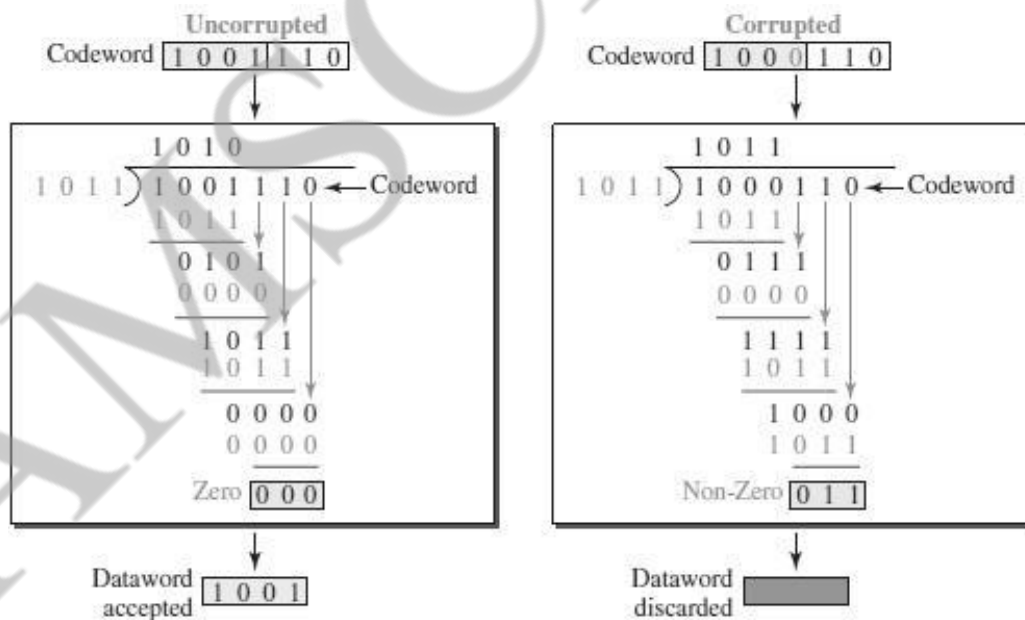 Uncorrupted
Codeword 1 0 0 1 1 1 0
1 0 1 0
1 0 1 1 ) 1 0 0 1 1 1 0 Codeword
1 0 1 1
0 1 0 1
0 0 0 0
1 0 1 1
1 0 1 1
0 0 0 0
0 0 0 0
Zero 0 0 0
Dataword
accepted 1 0 0 1
Corrupted
Codeword 1 0 0 0 1 1 0
1 0 1 1
1 0 1 1 ) 1 0 0 0 1 1 0 Codeword
1 0 1 1
0 1 1 1
0 0 0 0
1 1 1 1
1 0 1 1
1 0 0 0
1 0 1 1
Non-Zero 0 1 1
Dataword
discarded